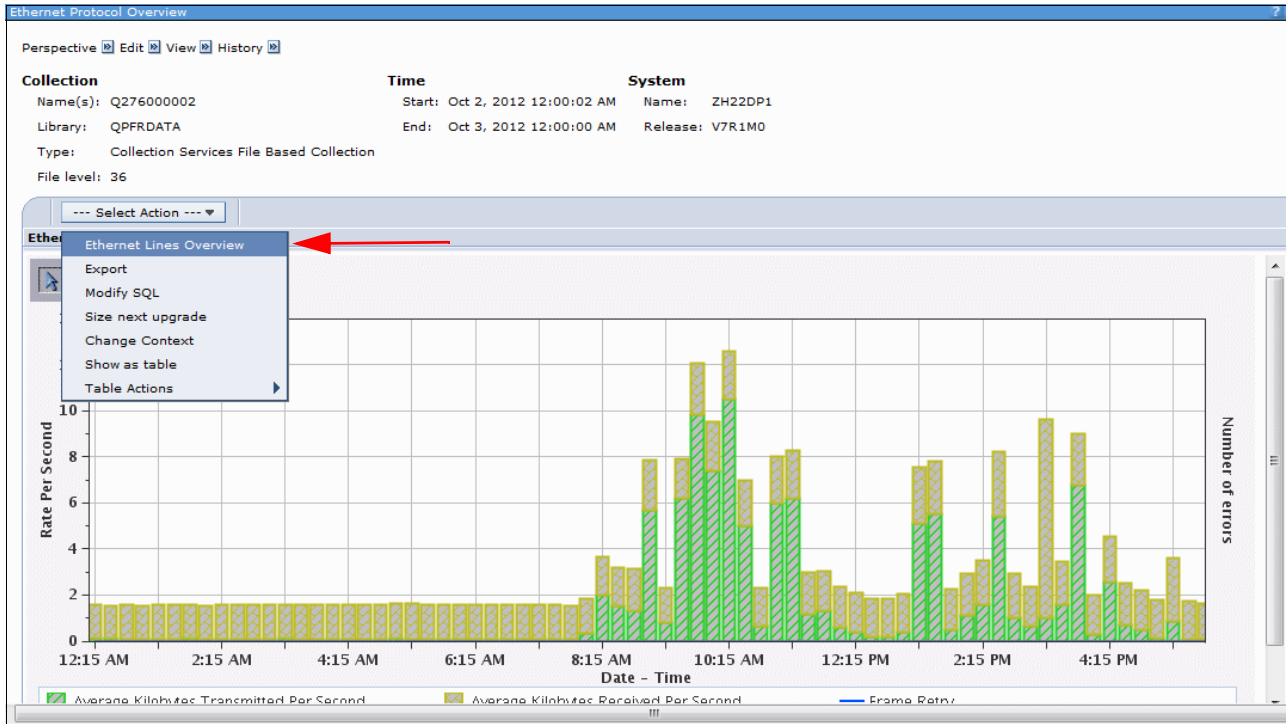 Ethernet Protocol Overview ?
Perspective Edit View History
Collection Time System
Name(s): Q276000002 Start: Oct 2, 2012 12:00:02 AM Name: ZH22DP1
Library: QPFRDATA End: Oct 3, 2012 12:00:00 AM Release: V7R1M0
Type: Collection Services File Based Collection
File level: 36
--- Select Action ---
Ethernet Lines Overview
Export
Modify SQL
Size next upgrade
Change Context
Show as table
Table Actions
10
8
6
4
2
0
Rate Per Second
Number of errors
12:15 AM 2:15 AM 4:15 AM 6:15 AM 8:15 AM 10:15 AM 12:15 PM 2:15 PM 4:15 PM
Date - Time
Average Kilobytes Transmitted Per Second Average Kilobytes Received Per Second Frame Retry